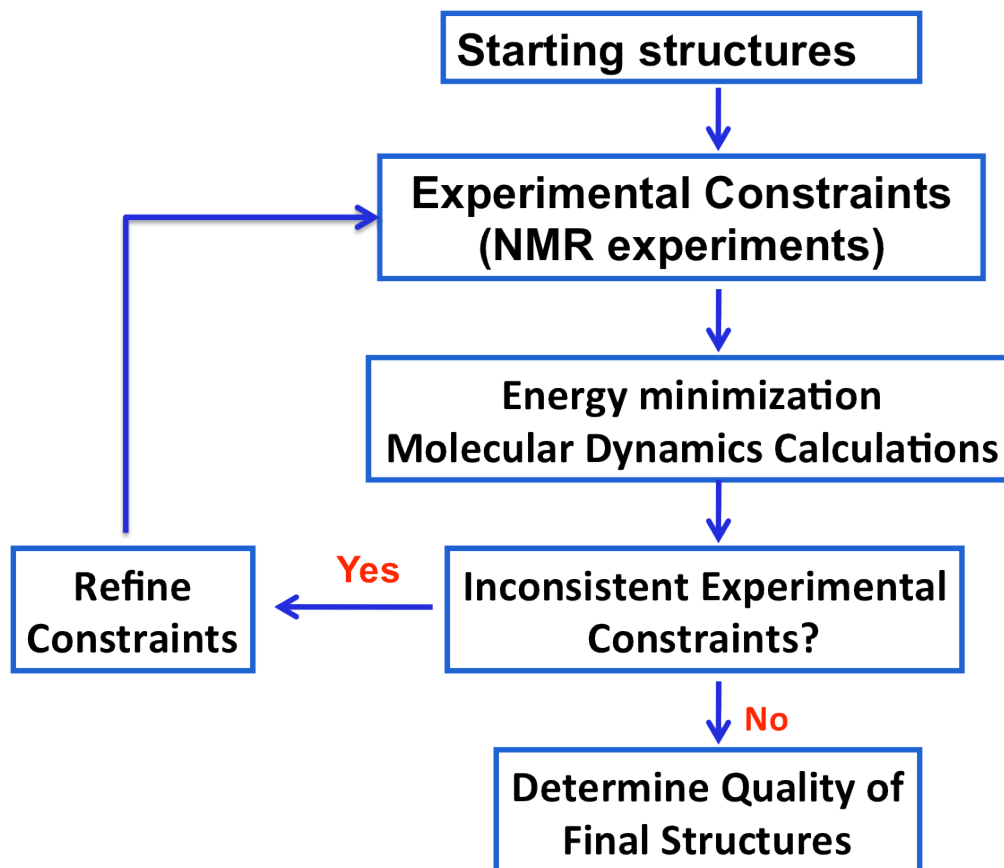 Starting structures
Experimental Constraints
(NMR experiments)
Energy minimization
Molecular Dynamics Calculations
Yes
Refine
Constraints
Inconsistent Experimental
Constraints?
No
Determine Quality of
Final Structures